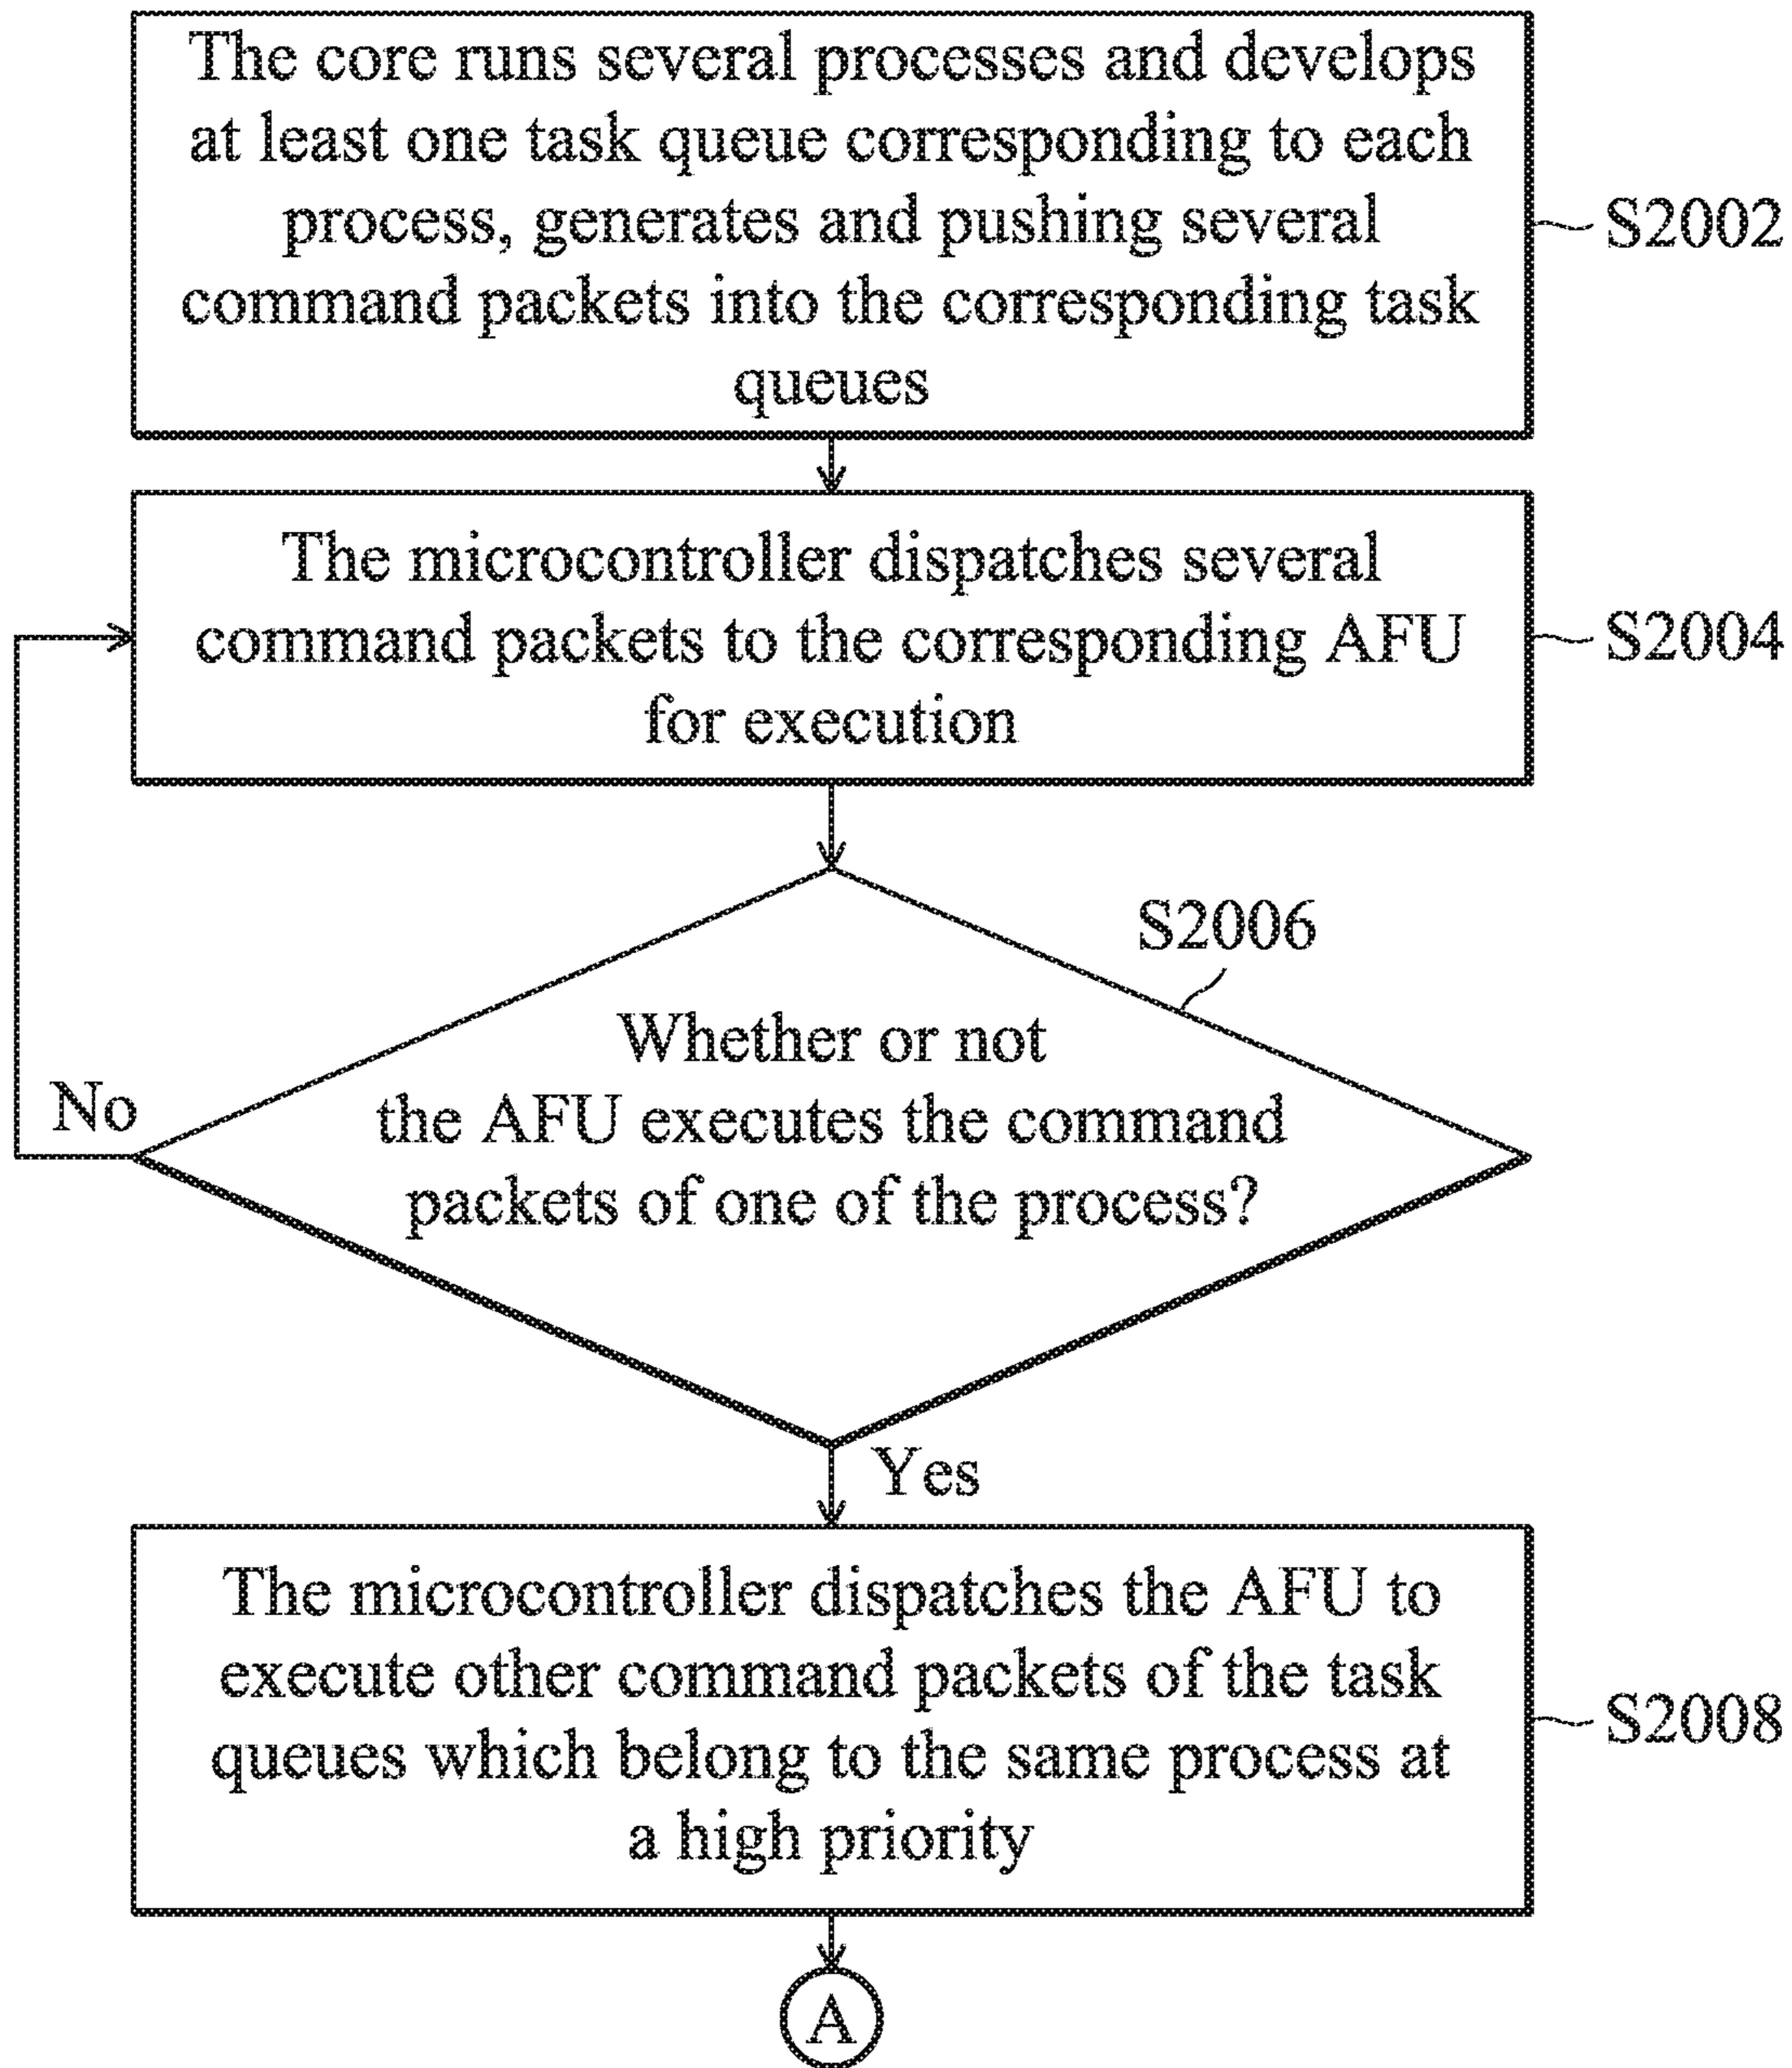 The core runs several processes and develops
at least one task queue corresponding to each
process, generates and pushing several
command packets into the corresponding task
queues
S2002
The microcontroller dispatches several
command packets to the corresponding AFU
for execution
S2004
S2006
Whether or not
the AFU executes the command
packets of one of the process?
No
Yes
The microcontroller dispatches the AFU to
execute other command packets of the task
queues which belong to the same process at
a high priority
S2008
A